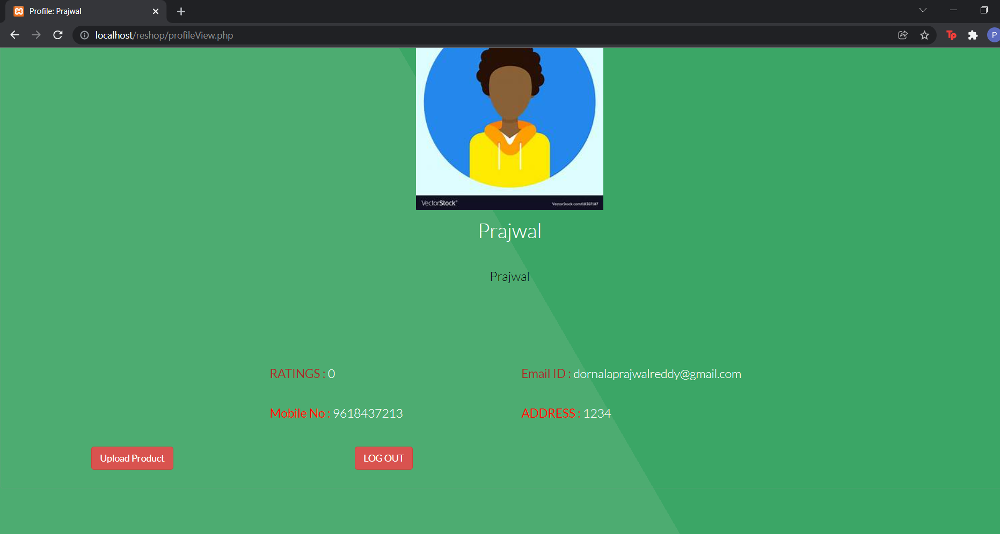 Profile: Prajwal
localhost/reshop/profileView.php
P
VectorStock®
VectorStock.com/18307187
Prajwal
Prajwal
RATINGS : 0
Email ID : dornalaprajwalreddy@gmail.com
Mobile No : 9618437213
ADDRESS : 1234
Upload Product
LOG OUT